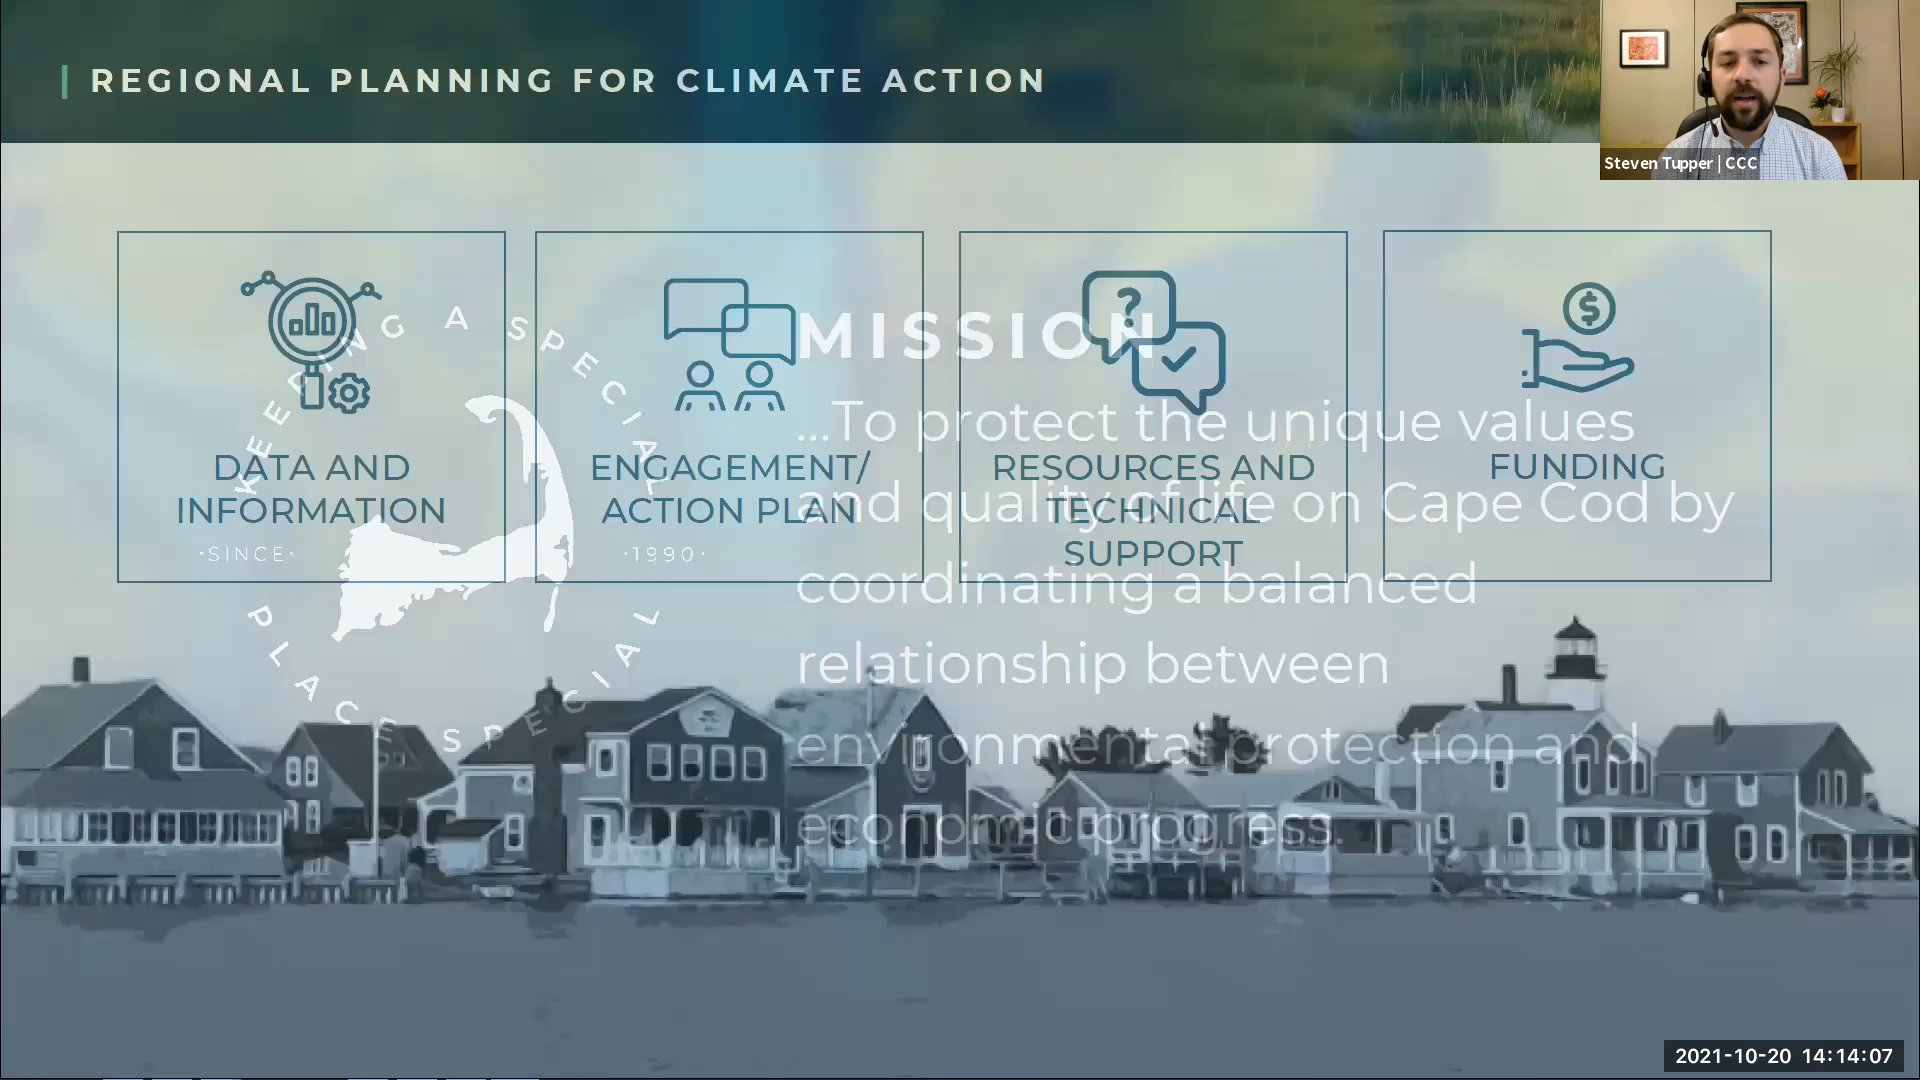 REGIONAL PLANNING FOR CLIMATE ACTION
Steven Tupper | CCC
DATA AND
INFORMATION
ENGAGEMENT/
ACTION PLAN
RESOURCES AND
TECHNICAL
SUPPORT
FUNDING
KEEPING A SPECIAL
·SINCE· ·1990·
PLACE SPECIAL
MISSION
...To protect the unique values
and quality of life on Cape Cod by
coordinating a balanced
relationship between
environmental protection and
economic progress.
2021-10-20 14:14:07